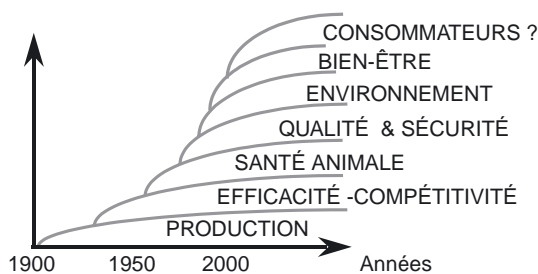 CONSOMMATEURS ?
BIEN-ÊTRE
ENVIRONNEMENT
QUALITÉ & SÉCURITÉ
SANTÉ ANIMALE
EFFICACITÉ -COMPÉTITIVITÉ
PRODUCTION
1900 1950 2000 Années